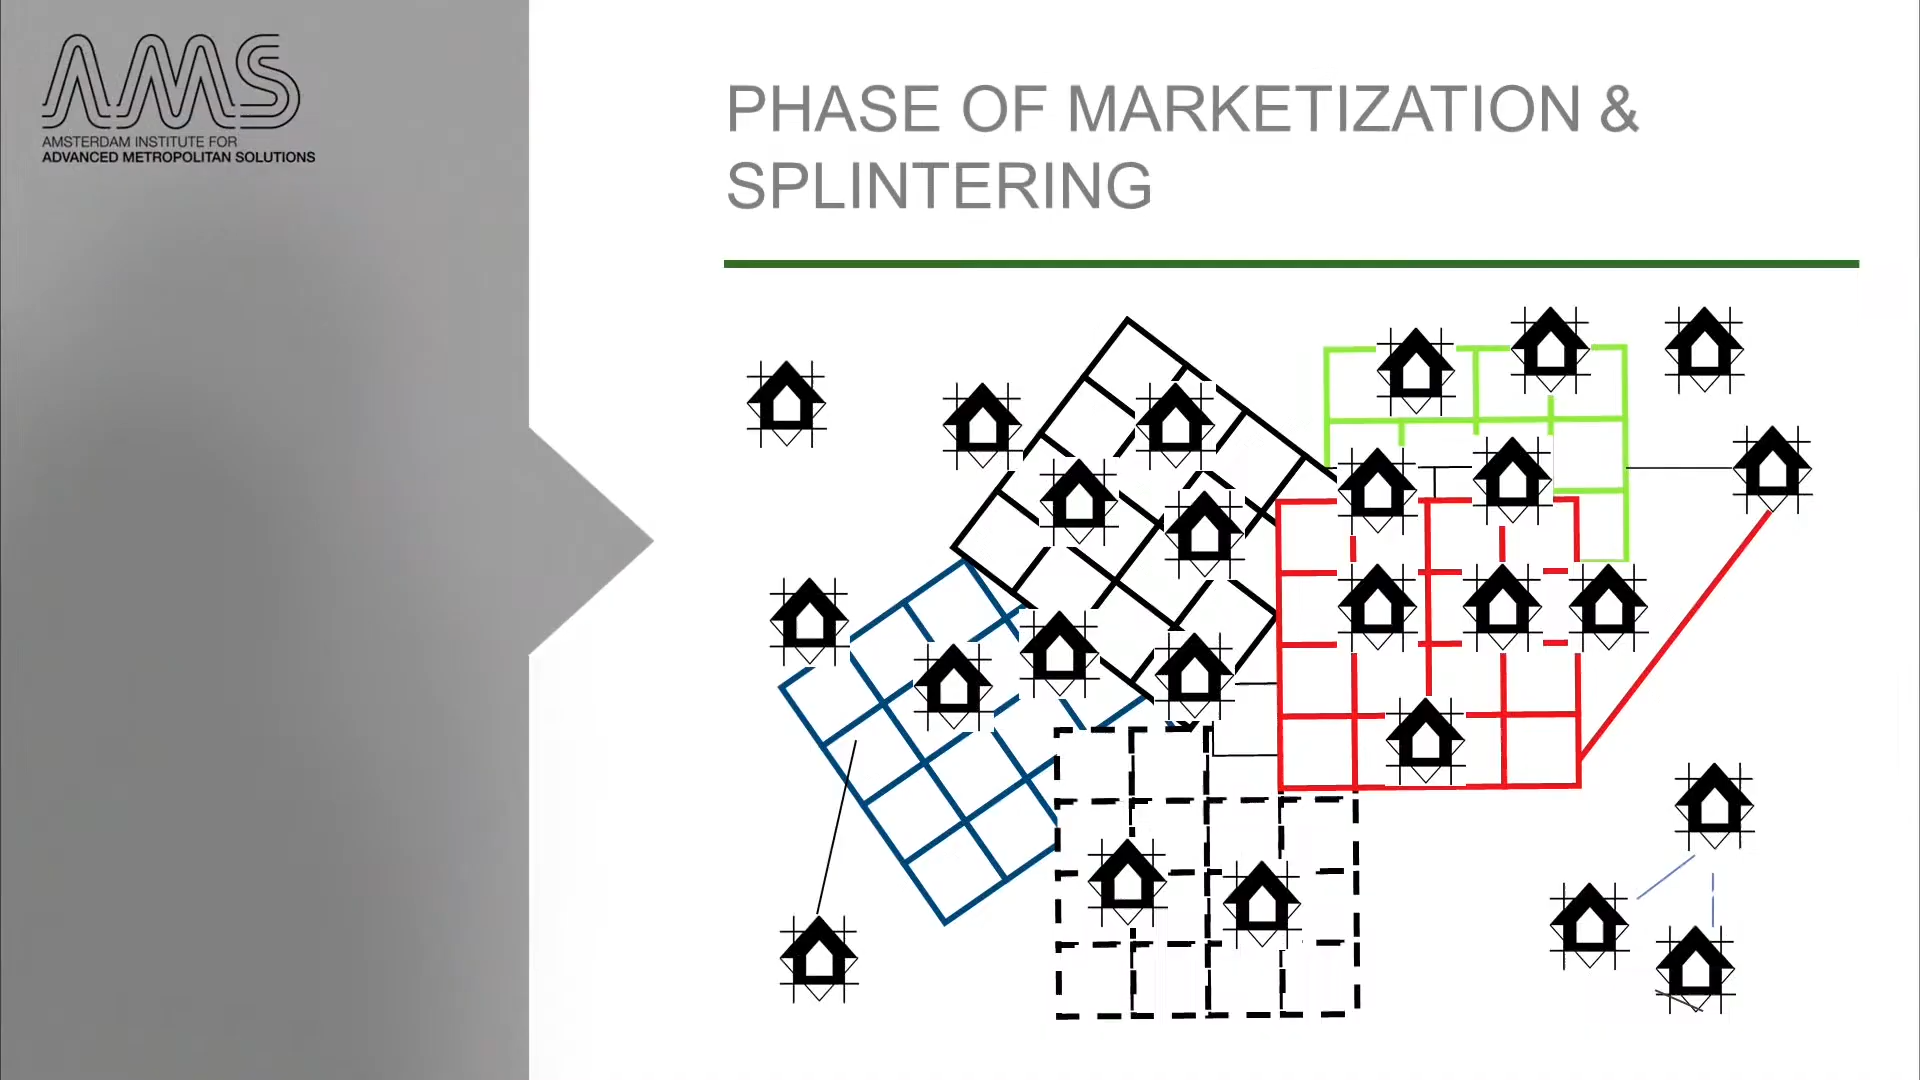 AMS
AMSTERDAM INSTITUTE FOR
ADVANCED METROPOLITAN SOLUTIONS
PHASE OF MARKETIZATION &
SPLINTERING